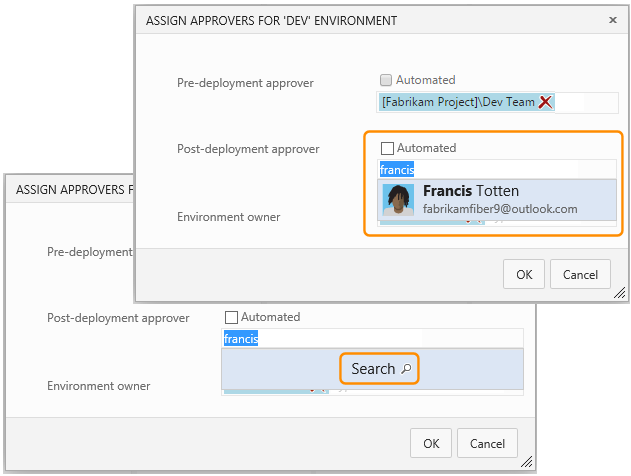 ASSIGN APPROVERS FOR 'DEV' ENVIRONMENT
Pre-deployment approver
Automated
[Fabrikam Project]\Dev Team
Post-deployment approver
Automated
francis
Francis Totten
fabrikamfiber9@outlook.com
Environment owner
OK
Cancel
ASSIGN APPROVERS F
Pre-deployment
Post-deployment approver
Automated
francis
Search
Environment owner
OK
Cancel